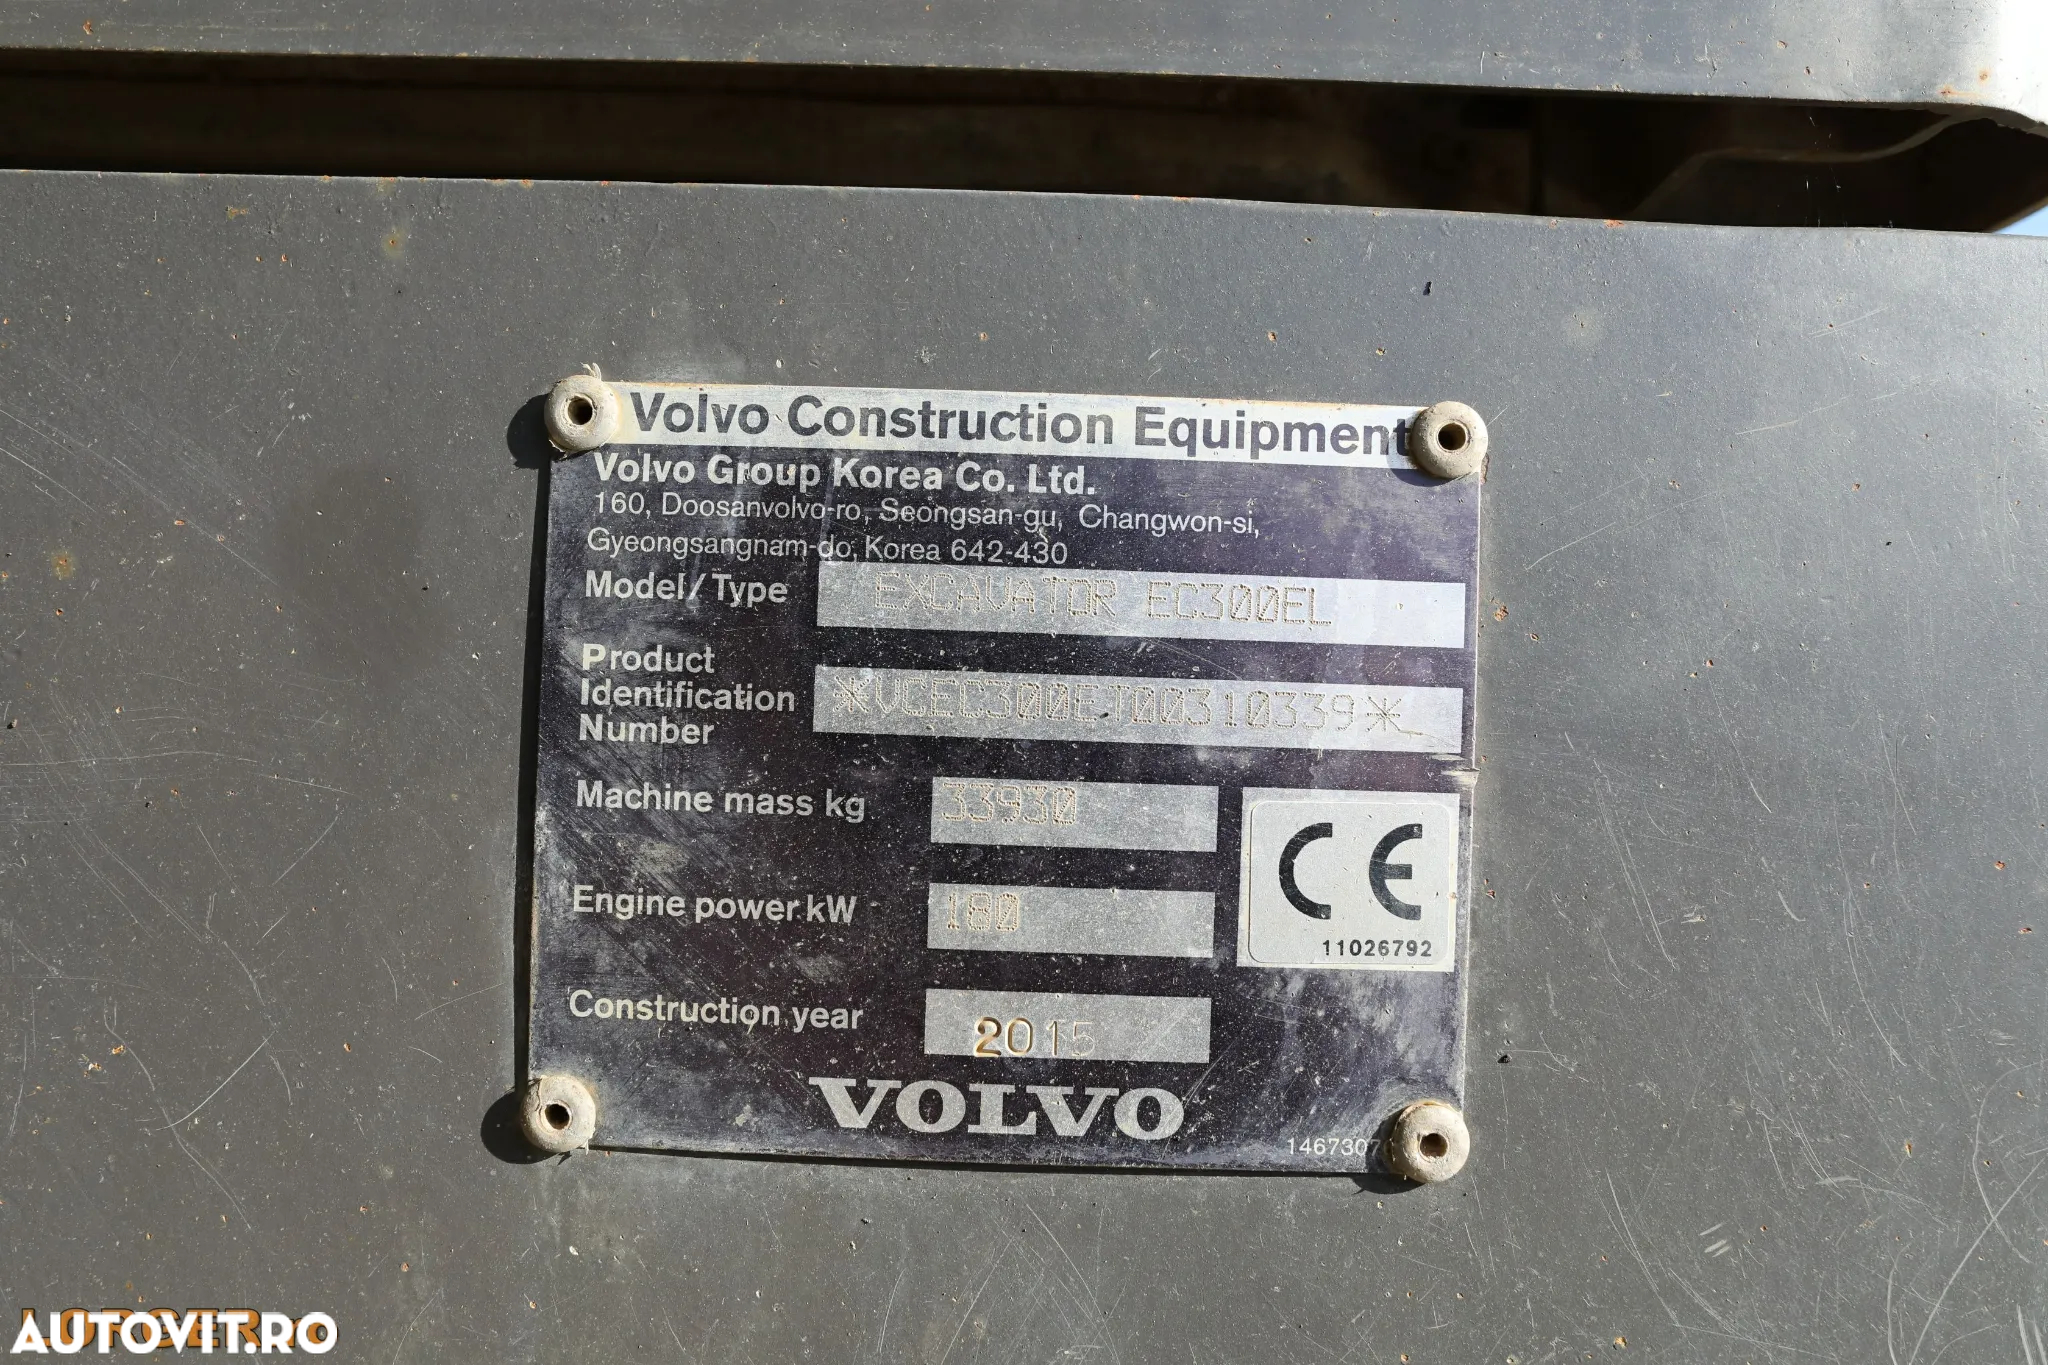 Volvo Construction Equipment
Volvo Group Korea Co. Ltd.
160, Doosanvolvo-ro, Seongsan-gu, Changwon-si,
Gyeongsangnam-do, Korea 642-430
Model/Type EXCAVATOR EC300EL
Product
Identification
Number *VCEC300EJ00310339*
Machine mass kg 33930
Engine power kW 180
CE
11026792
Construction year 2015
VOLVO
AUTOVIT.RO